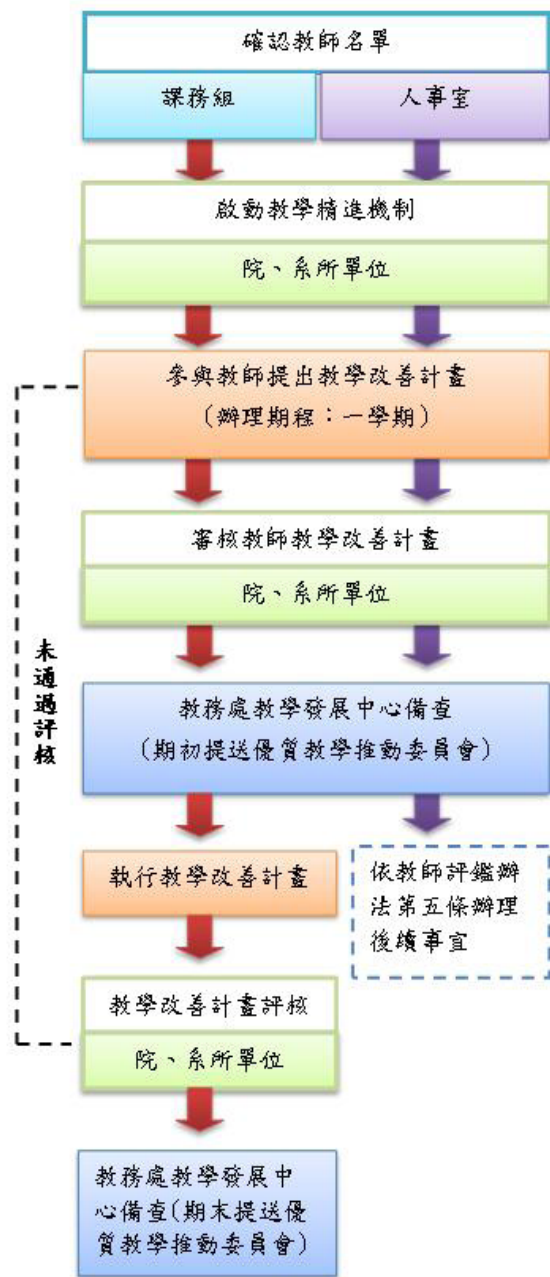 確認教師名單
課務組
人事室
啟動教學精進機制
院、系所單位
參與教師提出教學改善計畫
(辦理期程：一學期)
審核教師教學改善計畫
院、系所單位
未通過評核
教務處教學發展中心備查
(期初提送優質教學推動委員會)
執行教學改善計畫
依教師評鑑辦
法第五條辦理
後續事宜
教學改善計畫評核
院、系所單位
教務處教學發展中
心備查(期末提送優
質教學推動委員會)